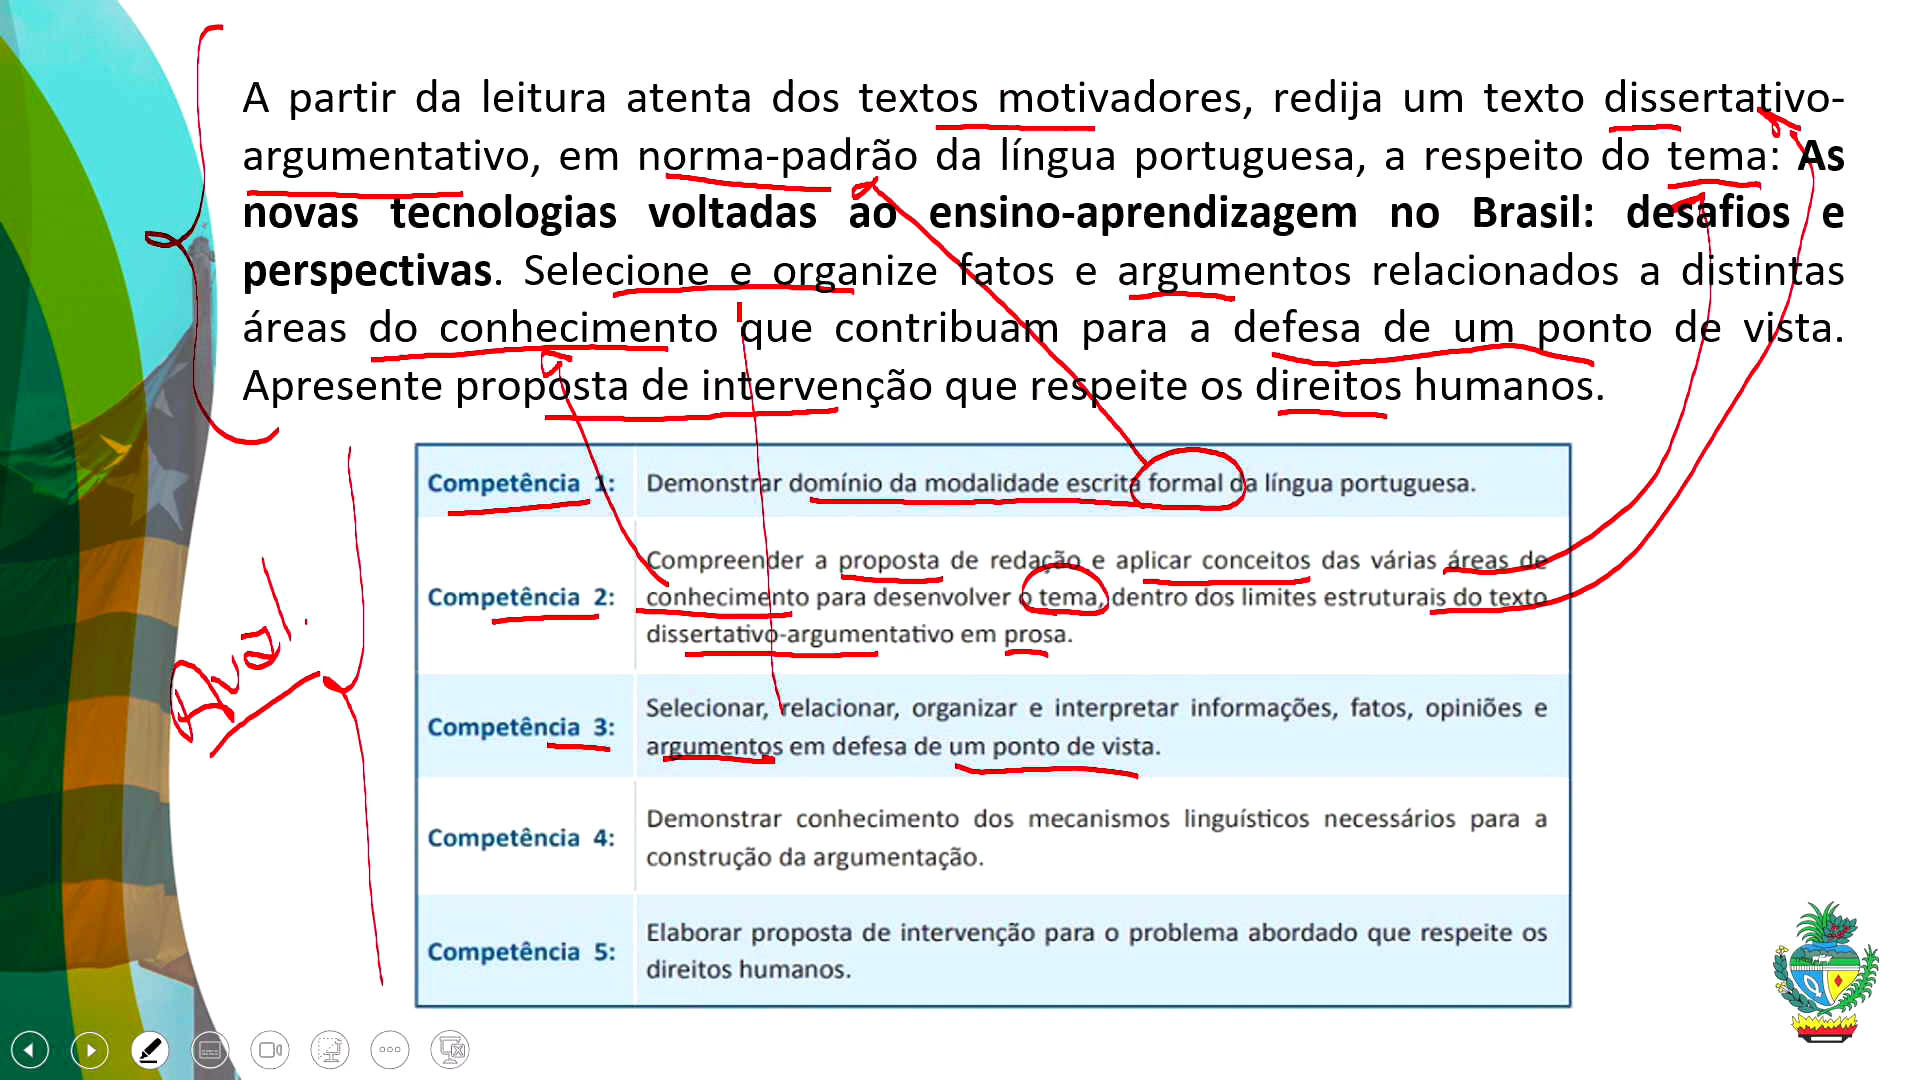 A partir da leitura atenta dos textos motivadores, redija um texto dissertativo-
argumentativo, em norma-padrão da língua portuguesa, a respeito do tema: As
novas tecnologias voltadas ao ensino-aprendizagem no Brasil: desafios e
perspectivas. Selecione e organize fatos e argumentos relacionados a distintas
áreas do conhecimento que contribuam para a defesa de um ponto de vista.
Apresente proposta de intervenção que respeite os direitos humanos.
Competência 1: Demonstrar domínio da modalidade escrita formal da língua portuguesa.
Compreender a proposta de redação e aplicar conceitos das várias áreas de
Competência 2: conhecimento para desenvolver o tema, dentro dos limites estruturais do texto
dissertativo-argumentativo em prosa.
Selecionar, relacionar, organizar e interpretar informações, fatos, opiniões e
Competência 3: argumentos em defesa de um ponto de vista.
Demonstrar conhecimento dos mecanismos linguísticos necessários para a
Competência 4: construção da argumentação.
Elaborar proposta de intervenção para o problema abordado que respeite os
Competência 5: direitos humanos.